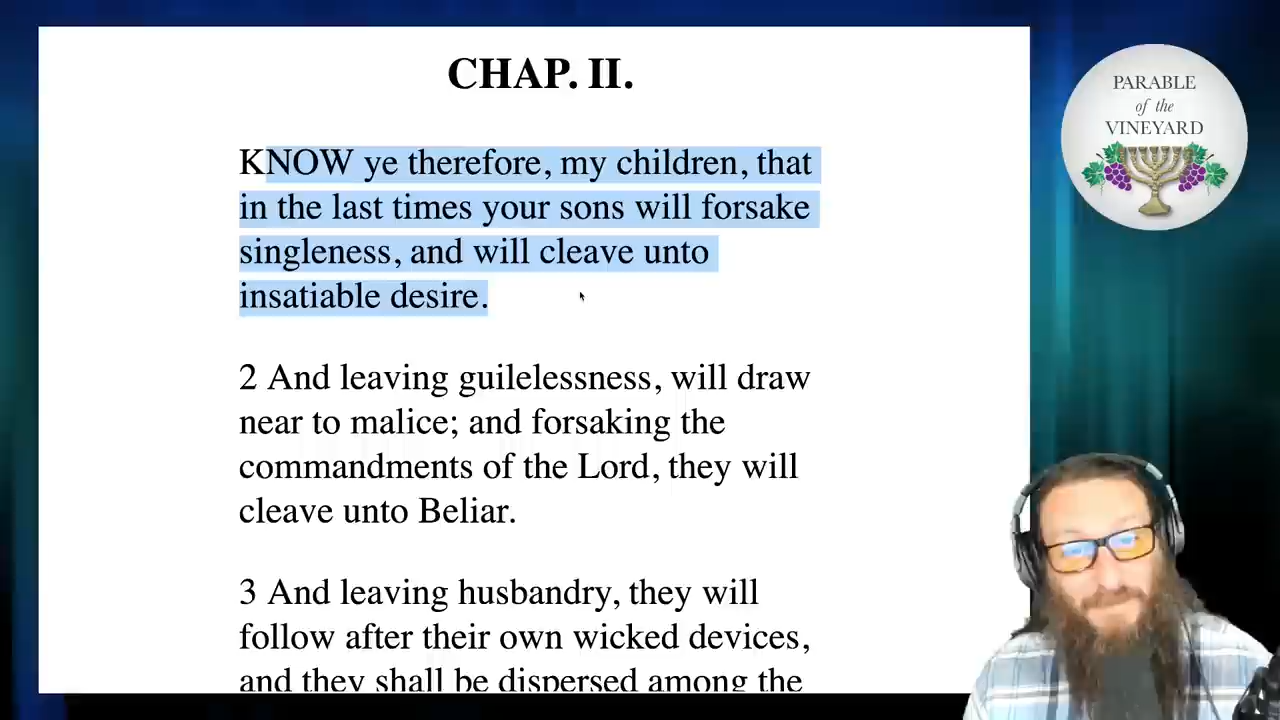 CHAP. II.
KNOW ye therefore, my children, that
in the last times your sons will forsake
singleness, and will cleave unto
insatiable desire.
2 And leaving guilelessness, will draw
near to malice; and forsaking the
commandments of the Lord, they will
cleave unto Beliar.
3 And leaving husbandry, they will
follow after their own wicked devices,
and they shall be dispersed among the
PARABLE
of the
VINEYARD